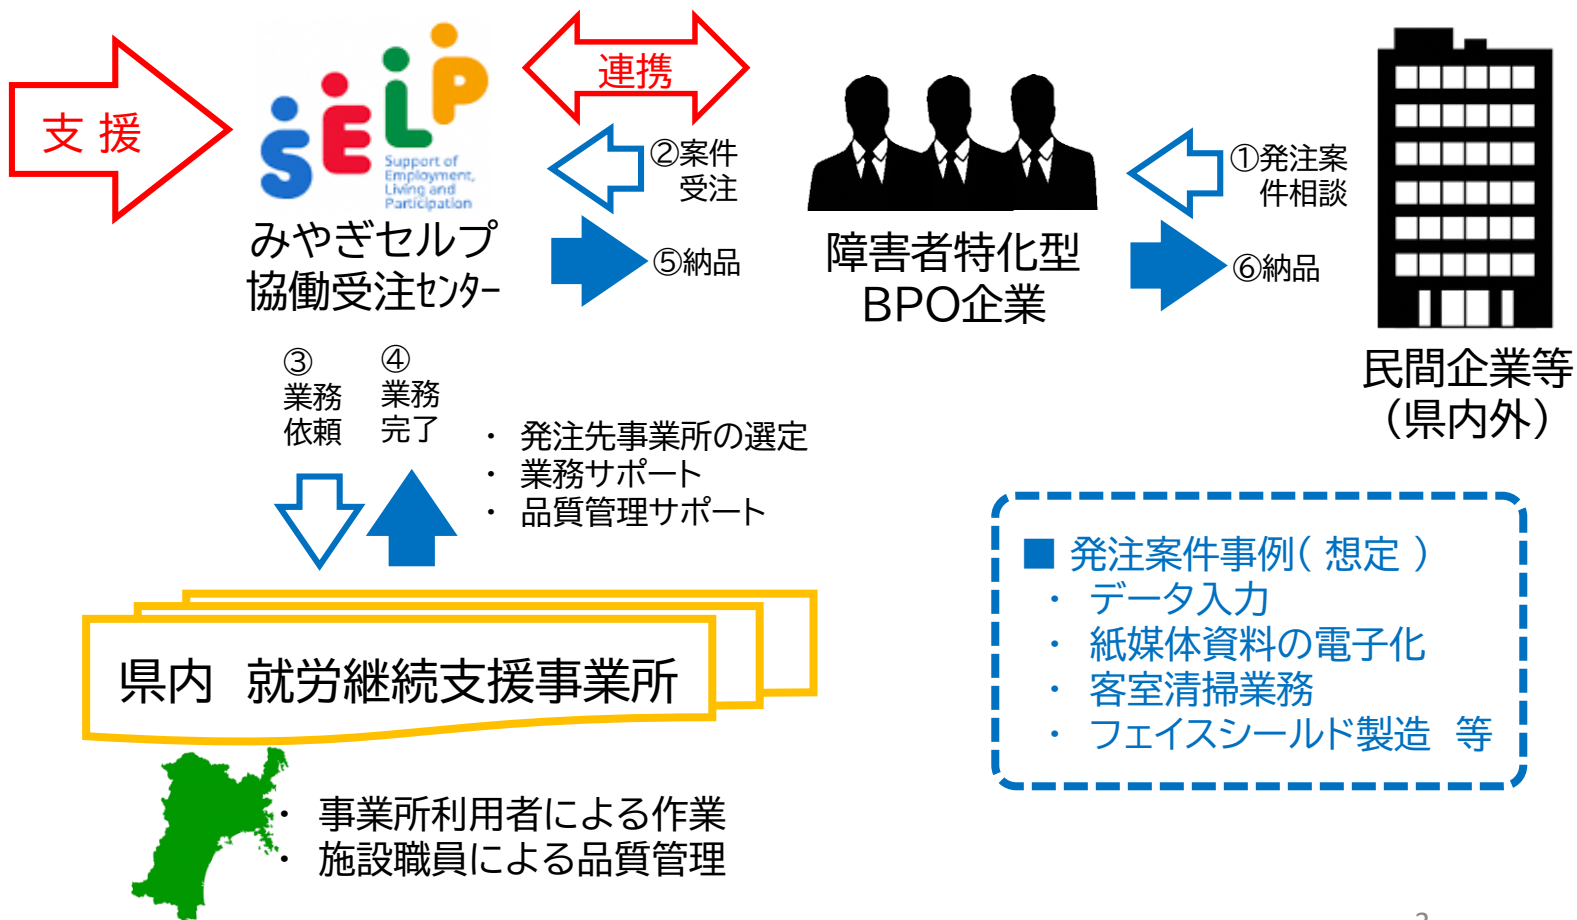 支 援
SELP
Support of
Employment,
Living and
Participation
みやぎセルプ
協働受注ｾﾝﾀｰ
連携
②案件
受注
⑤納品
障害者特化型
BPO企業
①発注案
件相談
⑥納品
民間企業等
（県内外）
③
業務
依頼
④
業務
完了
・ 発注先事業所の選定
・ 業務サポート
・ 品質管理サポート
県内　就労継続支援事業所
・ 事業所利用者による作業
・ 施設職員による品質管理
■ 発注案件事例( 想定 )
・ データ入力
・ 紙媒体資料の電子化
・ 客室清掃業務
・ フェイスシールド製造　等